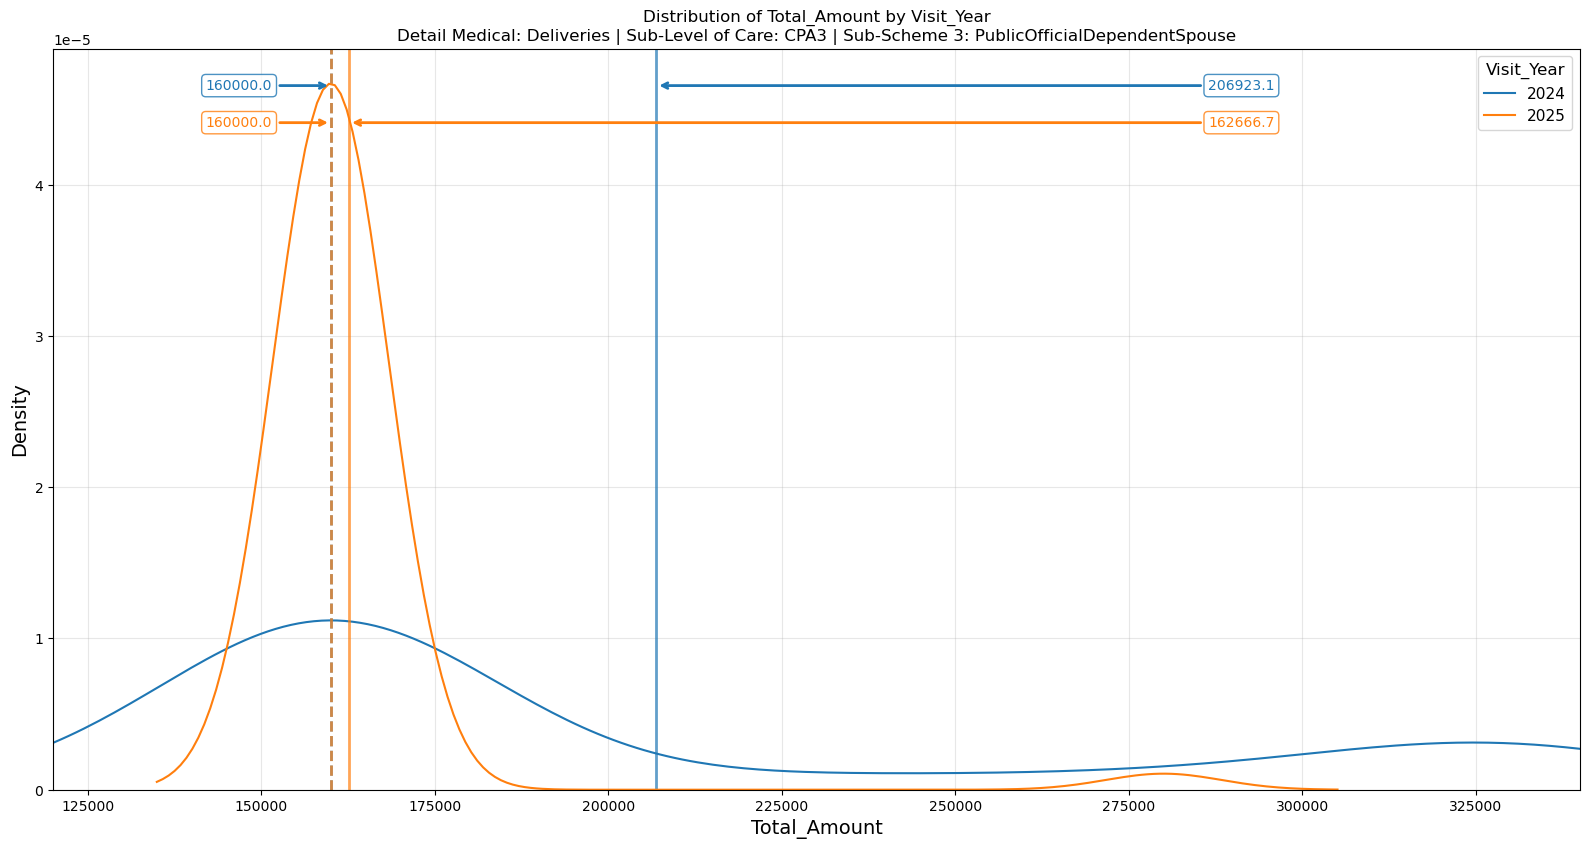 Distribution of Total_Amount by Visit_Year
Detail Medical: Deliveries | Sub-Level of Care: CPA3 | Sub-Scheme 3: PublicOfficialDependentSpouse
1e−5
Visit_Year
2024
2025
160000.0
206923.1
160000.0
162666.7
4
3
2
1
0
Density
125000 150000 175000 200000 225000 250000 275000 300000 325000
Total_Amount